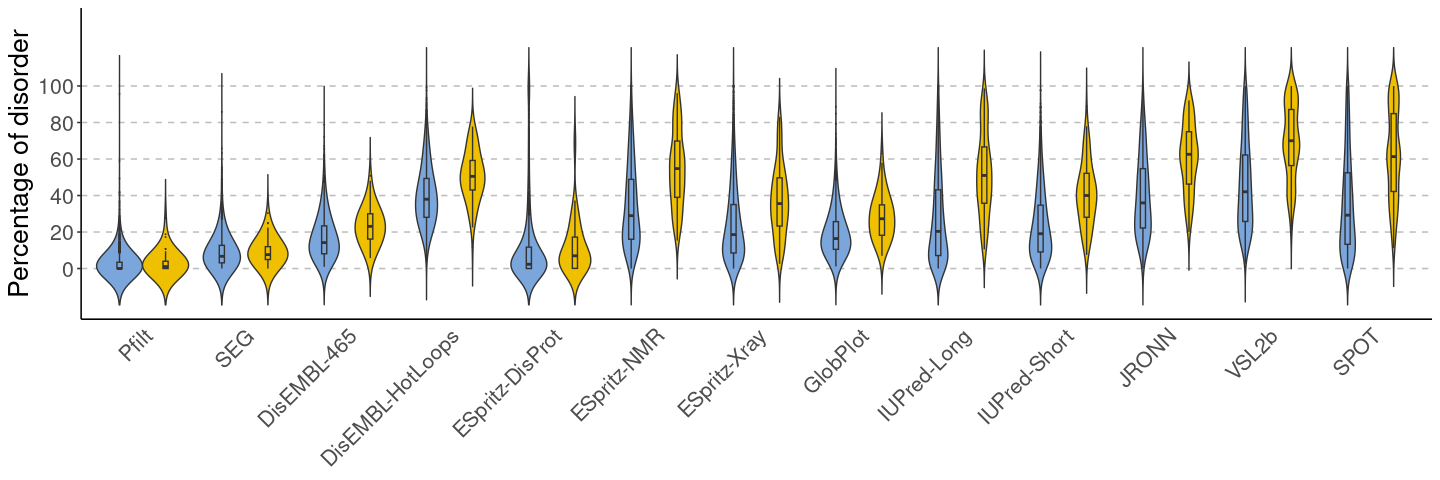 Percentage of disorder
100
80
60
40
20
0
Pfilt
SEG
DisEMBL-465
DisEMBL-HotLoops
ESpritz-DisProt
ESpritz-NMR
ESpritz-Xray
GlobPlot
IUPred-Long
IUPred-Short
JRONN
VSL2b
SPOT